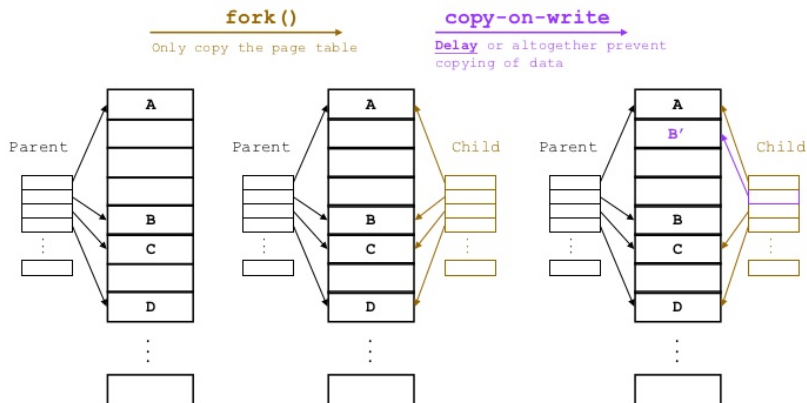 fork()
Only copy the page table
copy-on-write
Delay or altogether prevent
copying of data
Parent
A
B
C
D
Parent
A
B
C
D
Child
Parent
A
B′
B
C
D
Child